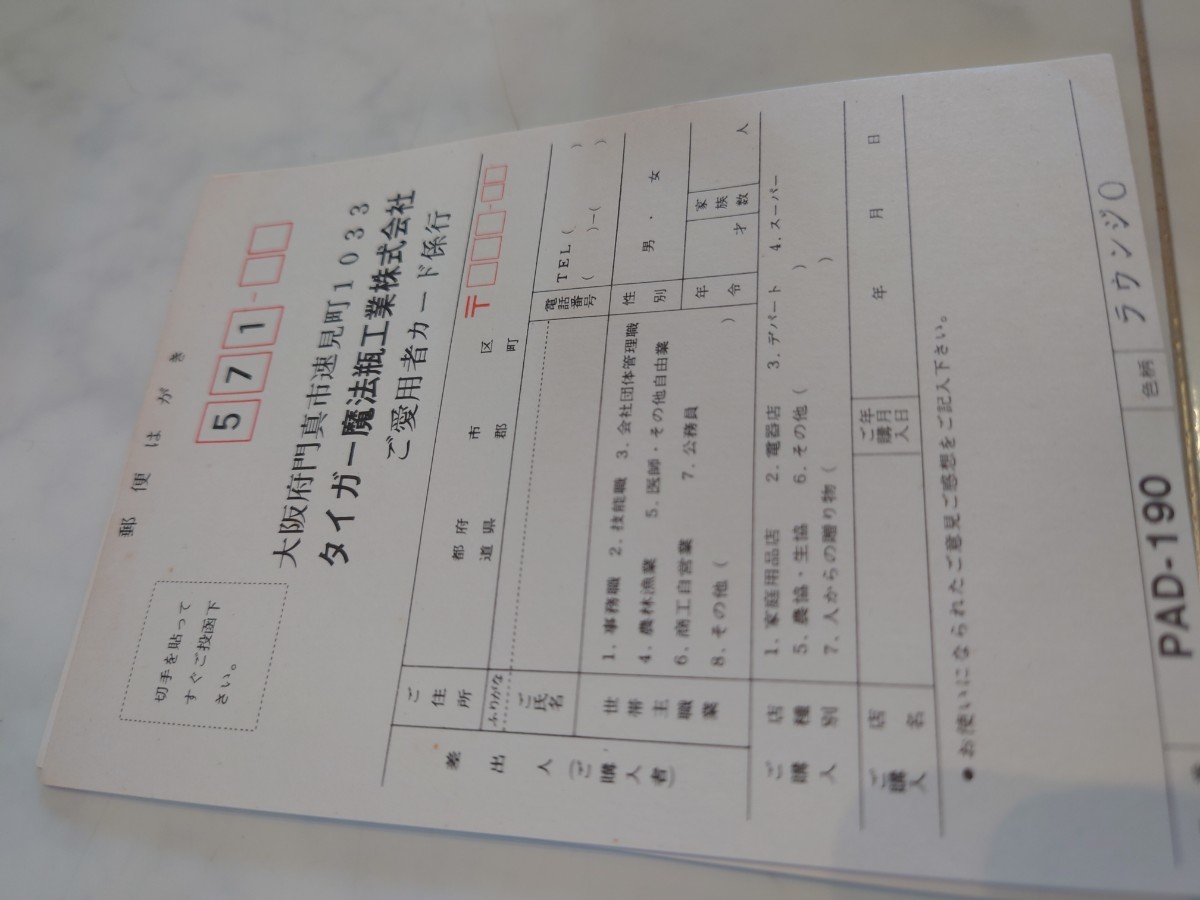 郵便はがき
571-
切手を貼って
すぐご投函下
さい。
大阪府門真市速見町1033
タイガー魔法瓶工業株式会社
ご愛用者カード係行
差出人(ご購入者)
ご住所
都府
道県
市
郡
区
町
〒 -
ふりがな
ご氏名
電話番号
TEL( )
( )-( )
世帯主職業
1. 事務職 2. 技能職 3. 会社団体管理職
4. 農林漁業 5. 医師・その他自由業
6. 商工自営業 7. 公務員
8. その他( )
性別
男・女
年令
才
家族数
人
ご購入店種別
1. 家庭用品店 2. 電器店 3. デパート 4. スーパー
5. 農協・生協 6. その他( )
7. 人からの贈り物( )
ご購入店名
ご購入年月日
年 月 日
●お使いになられたご意見ご感想をご記入下さい。
PAD-190
色柄
ラウンジO